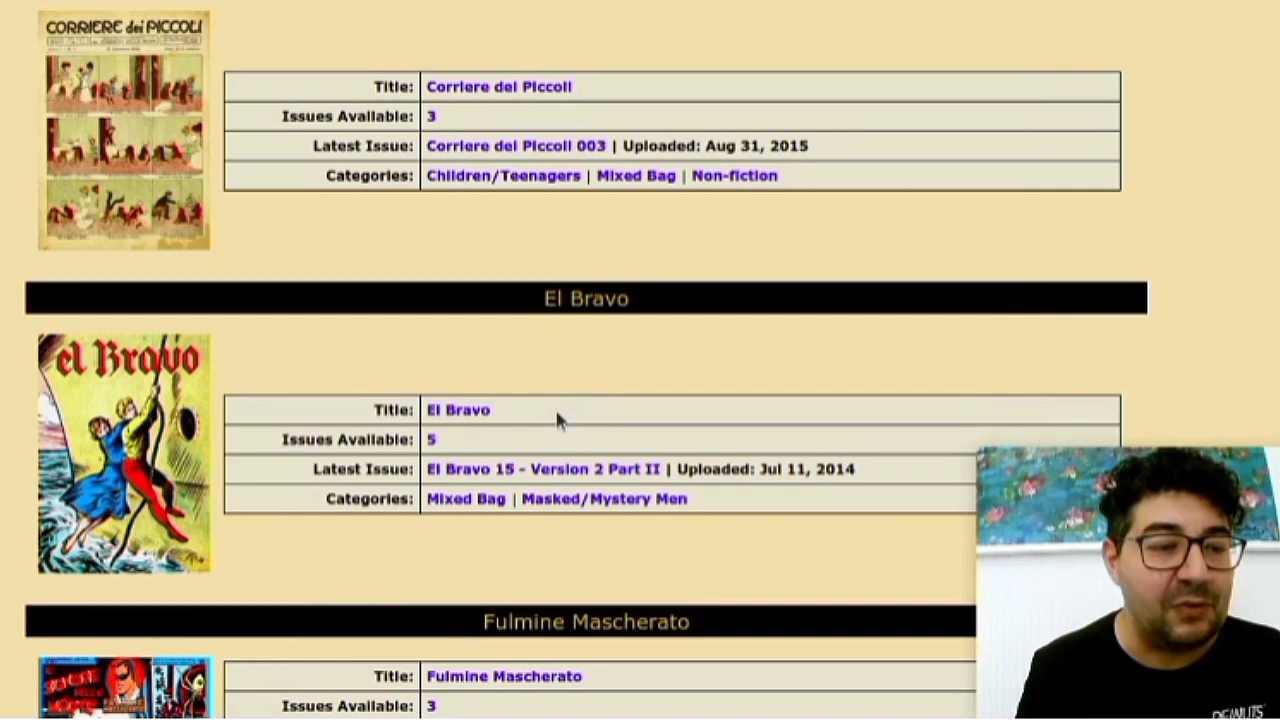 CORRIERE dei PICCOLI
Title: Corriere dei Piccoli
Issues Available: 3
Latest Issue: Corriere dei Piccoli 003 | Uploaded: Aug 31, 2015
Categories: Children/Teenagers | Mixed Bag | Non-fiction
El Bravo
el Bravo
Title: El Bravo
Issues Available: 5
Latest Issue: El Bravo 15 - Version 2 Part II | Uploaded: Jul 11, 2014
Categories: Mixed Bag | Masked/Mystery Men
Fulmine Mascherato
Title: Fulmine Mascherato
Issues Available: 3
PEANUTS